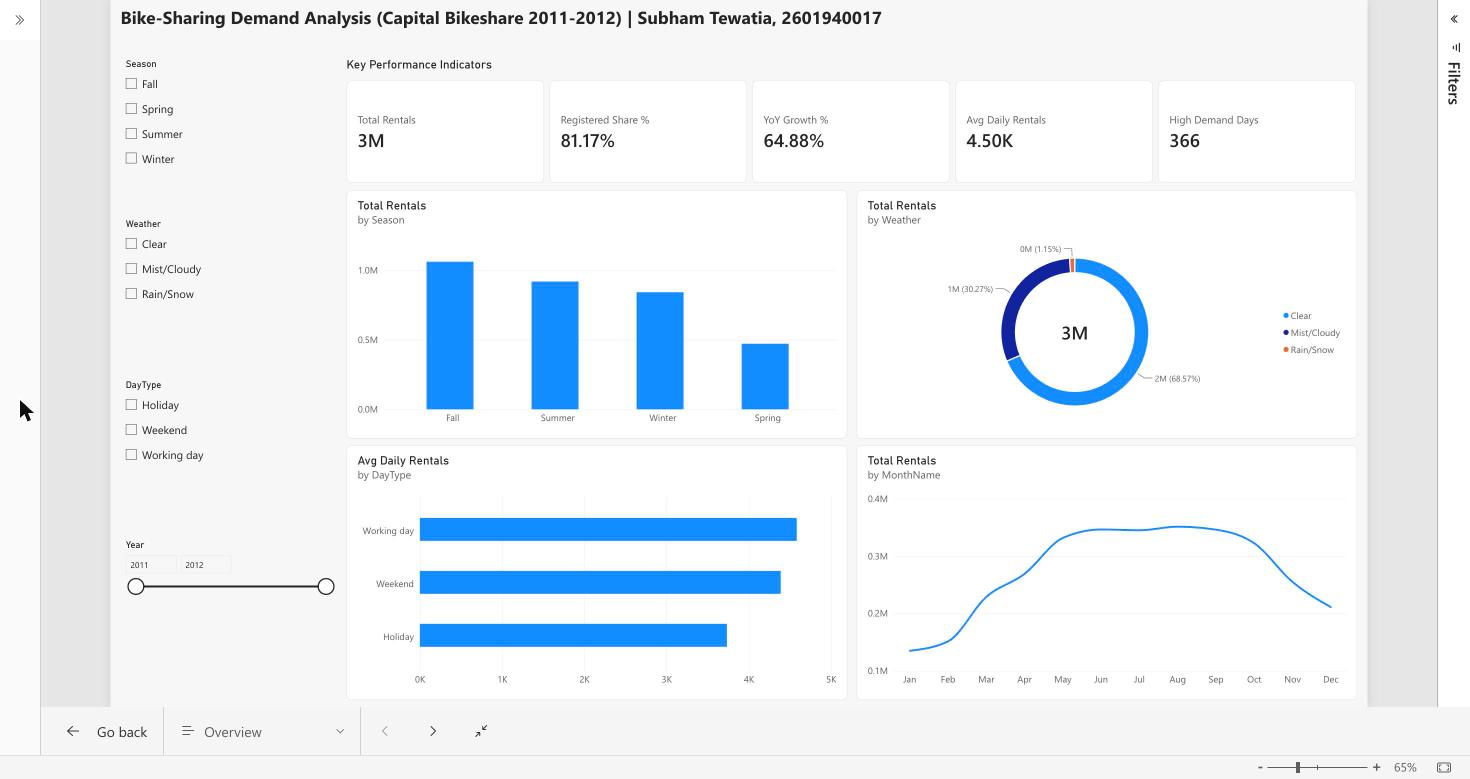 Bike-Sharing Demand Analysis (Capital Bikeshare 2011-2012) | Subham Tewatia, 2601940017
Filters
Season
Fall
Spring
Summer
Winter
Weather
Clear
Mist/Cloudy
Rain/Snow
DayType
Holiday
Weekend
Working day
Year
2011 2012
Key Performance Indicators
Total Rentals
3M
Registered Share %
81.17%
YoY Growth %
64.88%
Avg Daily Rentals
4.50K
High Demand Days
366
Total Rentals
by Season
1.0M
0.5M
0.0M
Fall Summer Winter Spring
Total Rentals
by Weather
0M (1.15%)
1M (30.27%)
3M
2M (68.57%)
Clear
Mist/Cloudy
Rain/Snow
Avg Daily Rentals
by DayType
Working day
Weekend
Holiday
0K 1K 2K 3K 4K 5K
Total Rentals
by MonthName
0.4M
0.3M
0.2M
0.1M
Jan Feb Mar Apr May Jun Jul Aug Sep Oct Nov Dec
Go back Overview
- + 65%